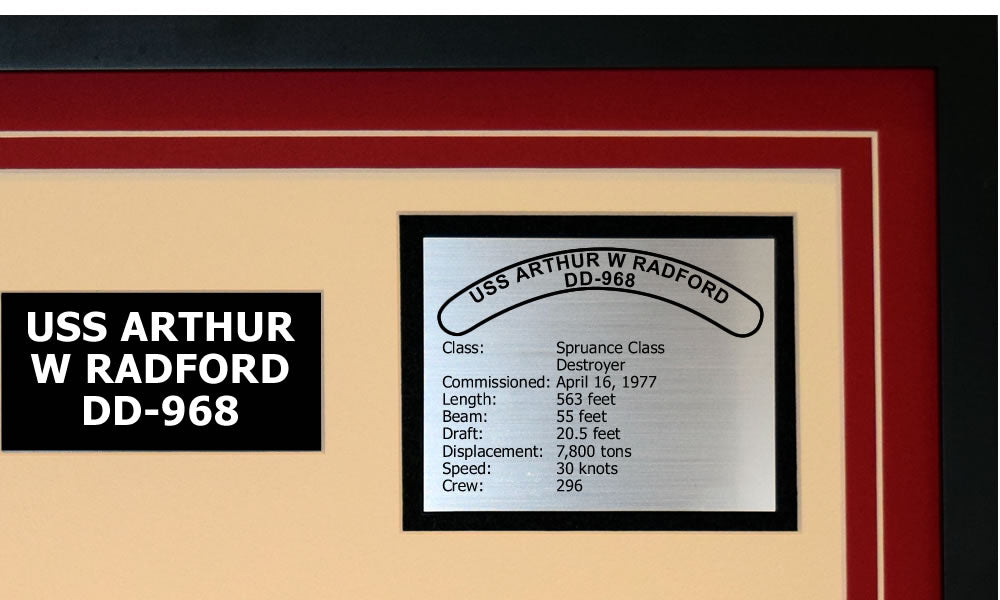 USS ARTHUR
W RADFORD
DD-968
USS ARTHUR W RADFORD
DD-968
Class: Spruance Class
Destroyer
Commissioned: April 16, 1977
Length: 563 feet
Beam: 55 feet
Draft: 20.5 feet
Displacement: 7,800 tons
Speed: 30 knots
Crew: 296